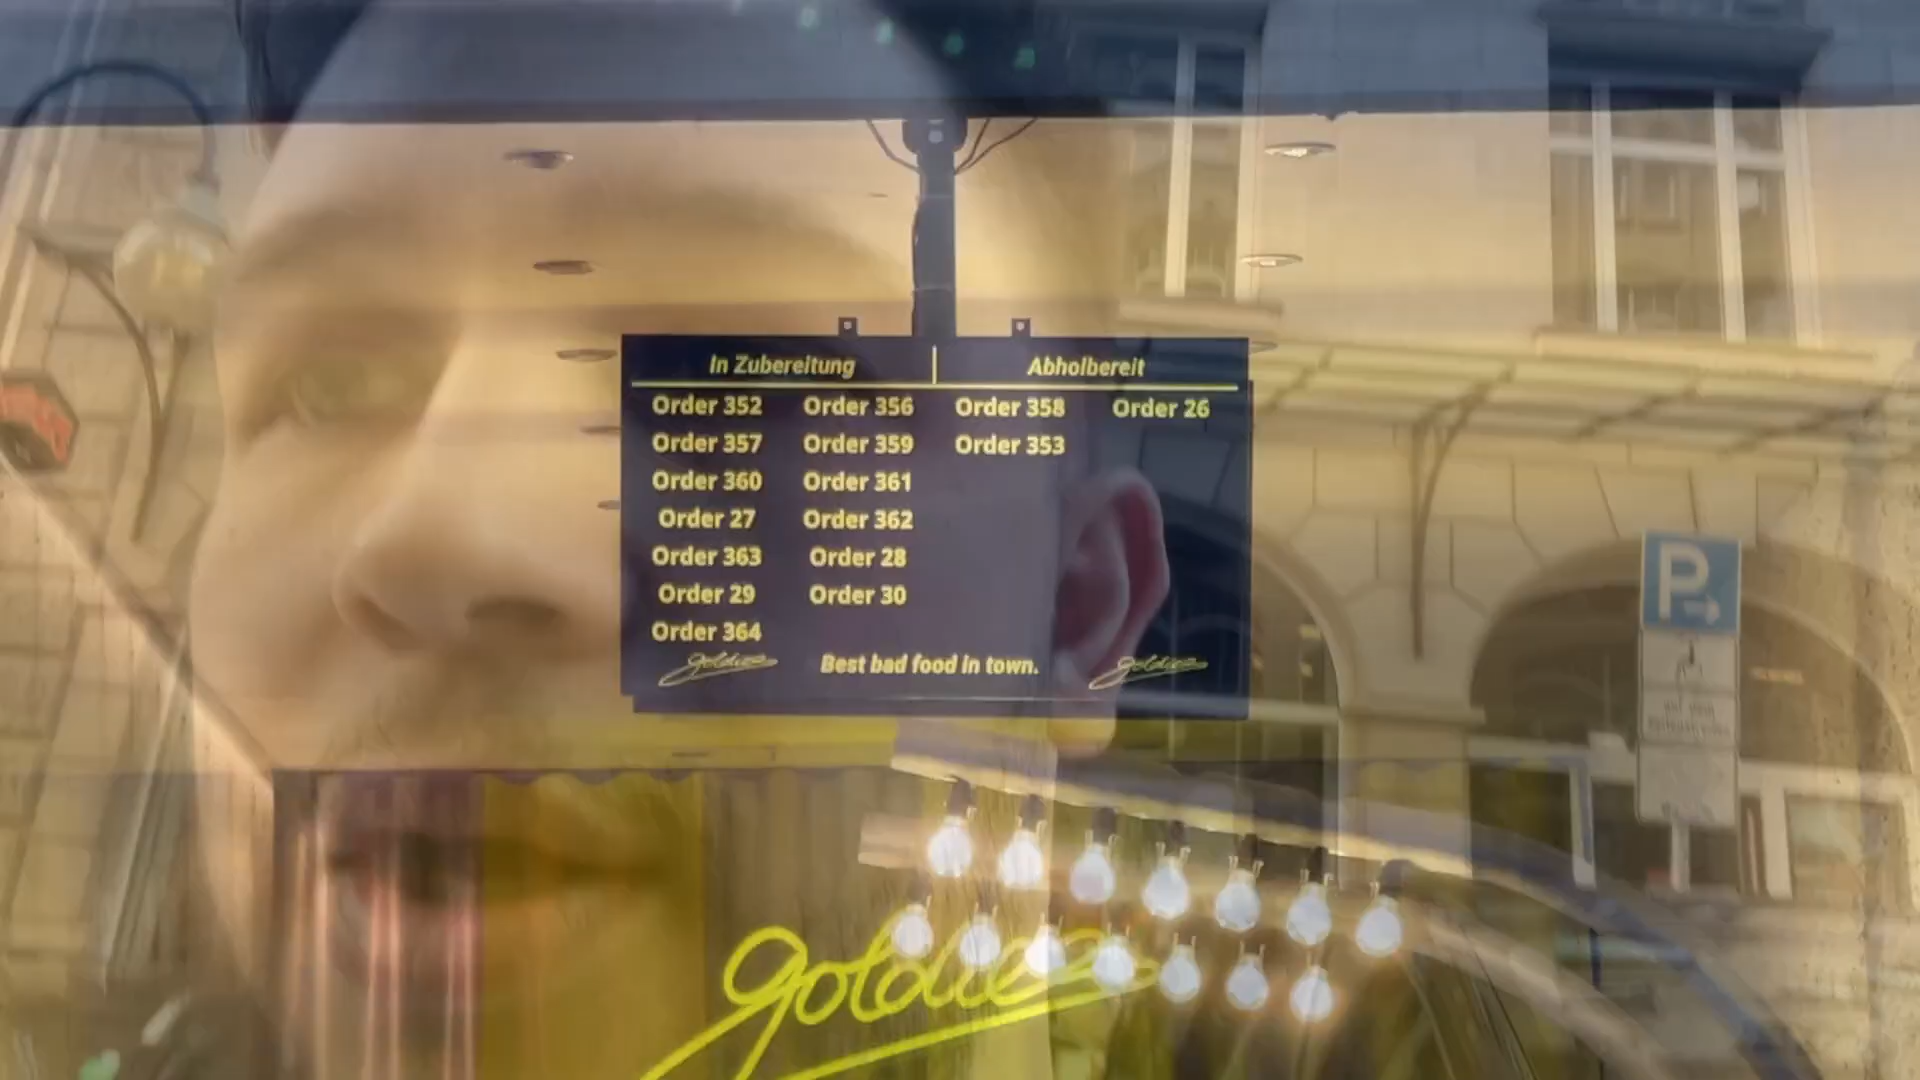 In Zubereitung Abholbereit
Order 352 Order 356 Order 358 Order 26
Order 357 Order 359 Order 353
Order 360 Order 361
Order 27 Order 362
Order 363 Order 28
Order 29 Order 30
Order 364
goldies Best bad food in town. goldies
P
goldies